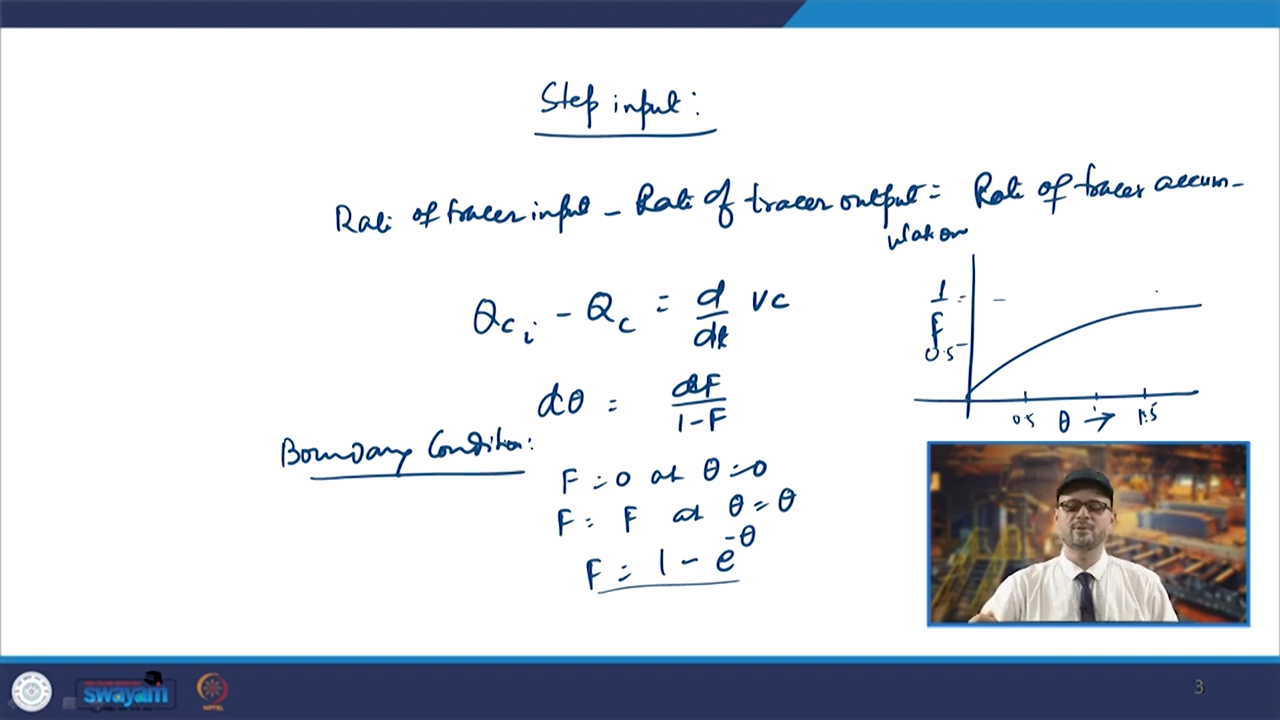 Step input:
Rate of tracer input - Rate of tracer output = Rate of tracer accum-
ulation
Qc_i - Qc = d/dt VC
dθ = dF/1-F
Boundary Condition:
F = 0 at θ = 0
F = F at θ = θ
F = 1 - e^-θ
1
F
0.5
0.5 θ → 1.5
swayam
NPTEL
3